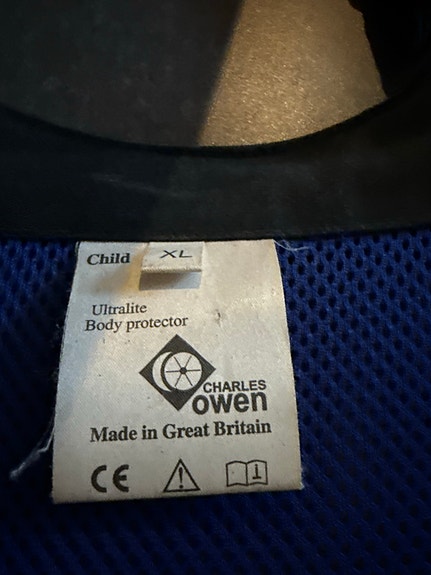 Child XL
Ultralite
Body protector
CHARLES
owen
Made in Great Britain
CE